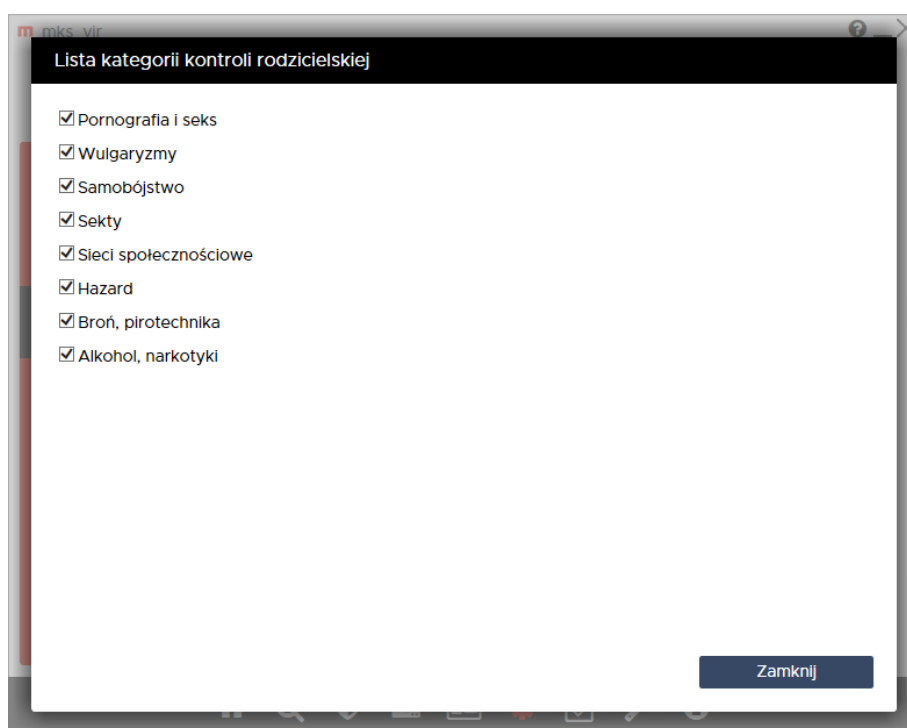 mks_vir
Lista kategorii kontroli rodzicielskiej
Pornografia i seks
Wulgaryzmy
Samobójstwo
Sekty
Sieci społecznościowe
Hazard
Broń, pirotechnika
Alkohol, narkotyki
Zamknij